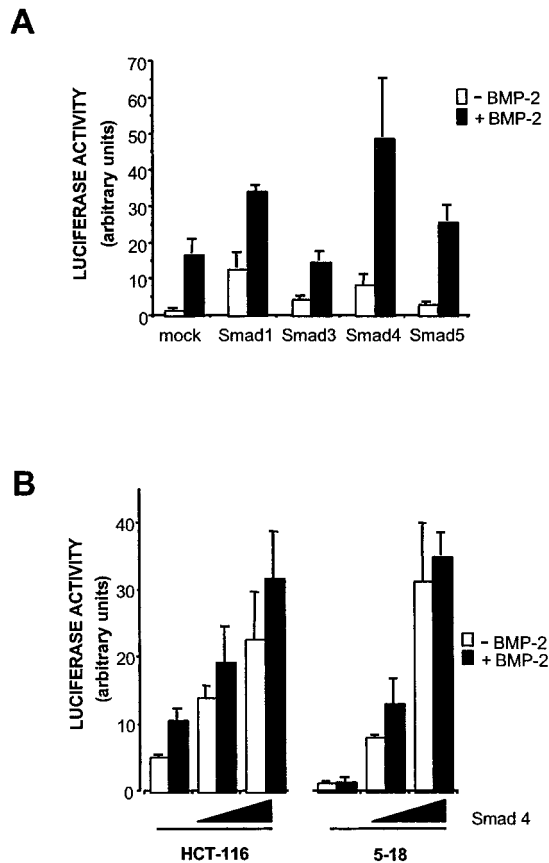 A
LUCIFERASE ACTIVITY
(arbitrary units)
70
60
50
40
30
20
10
0
- BMP-2
+ BMP-2
mock Smad1 Smad3 Smad4 Smad5
B
LUCIFERASE ACTIVITY
(arbitrary units)
40
30
20
10
0
- BMP-2
+ BMP-2
Smad 4
HCT-116 5-18